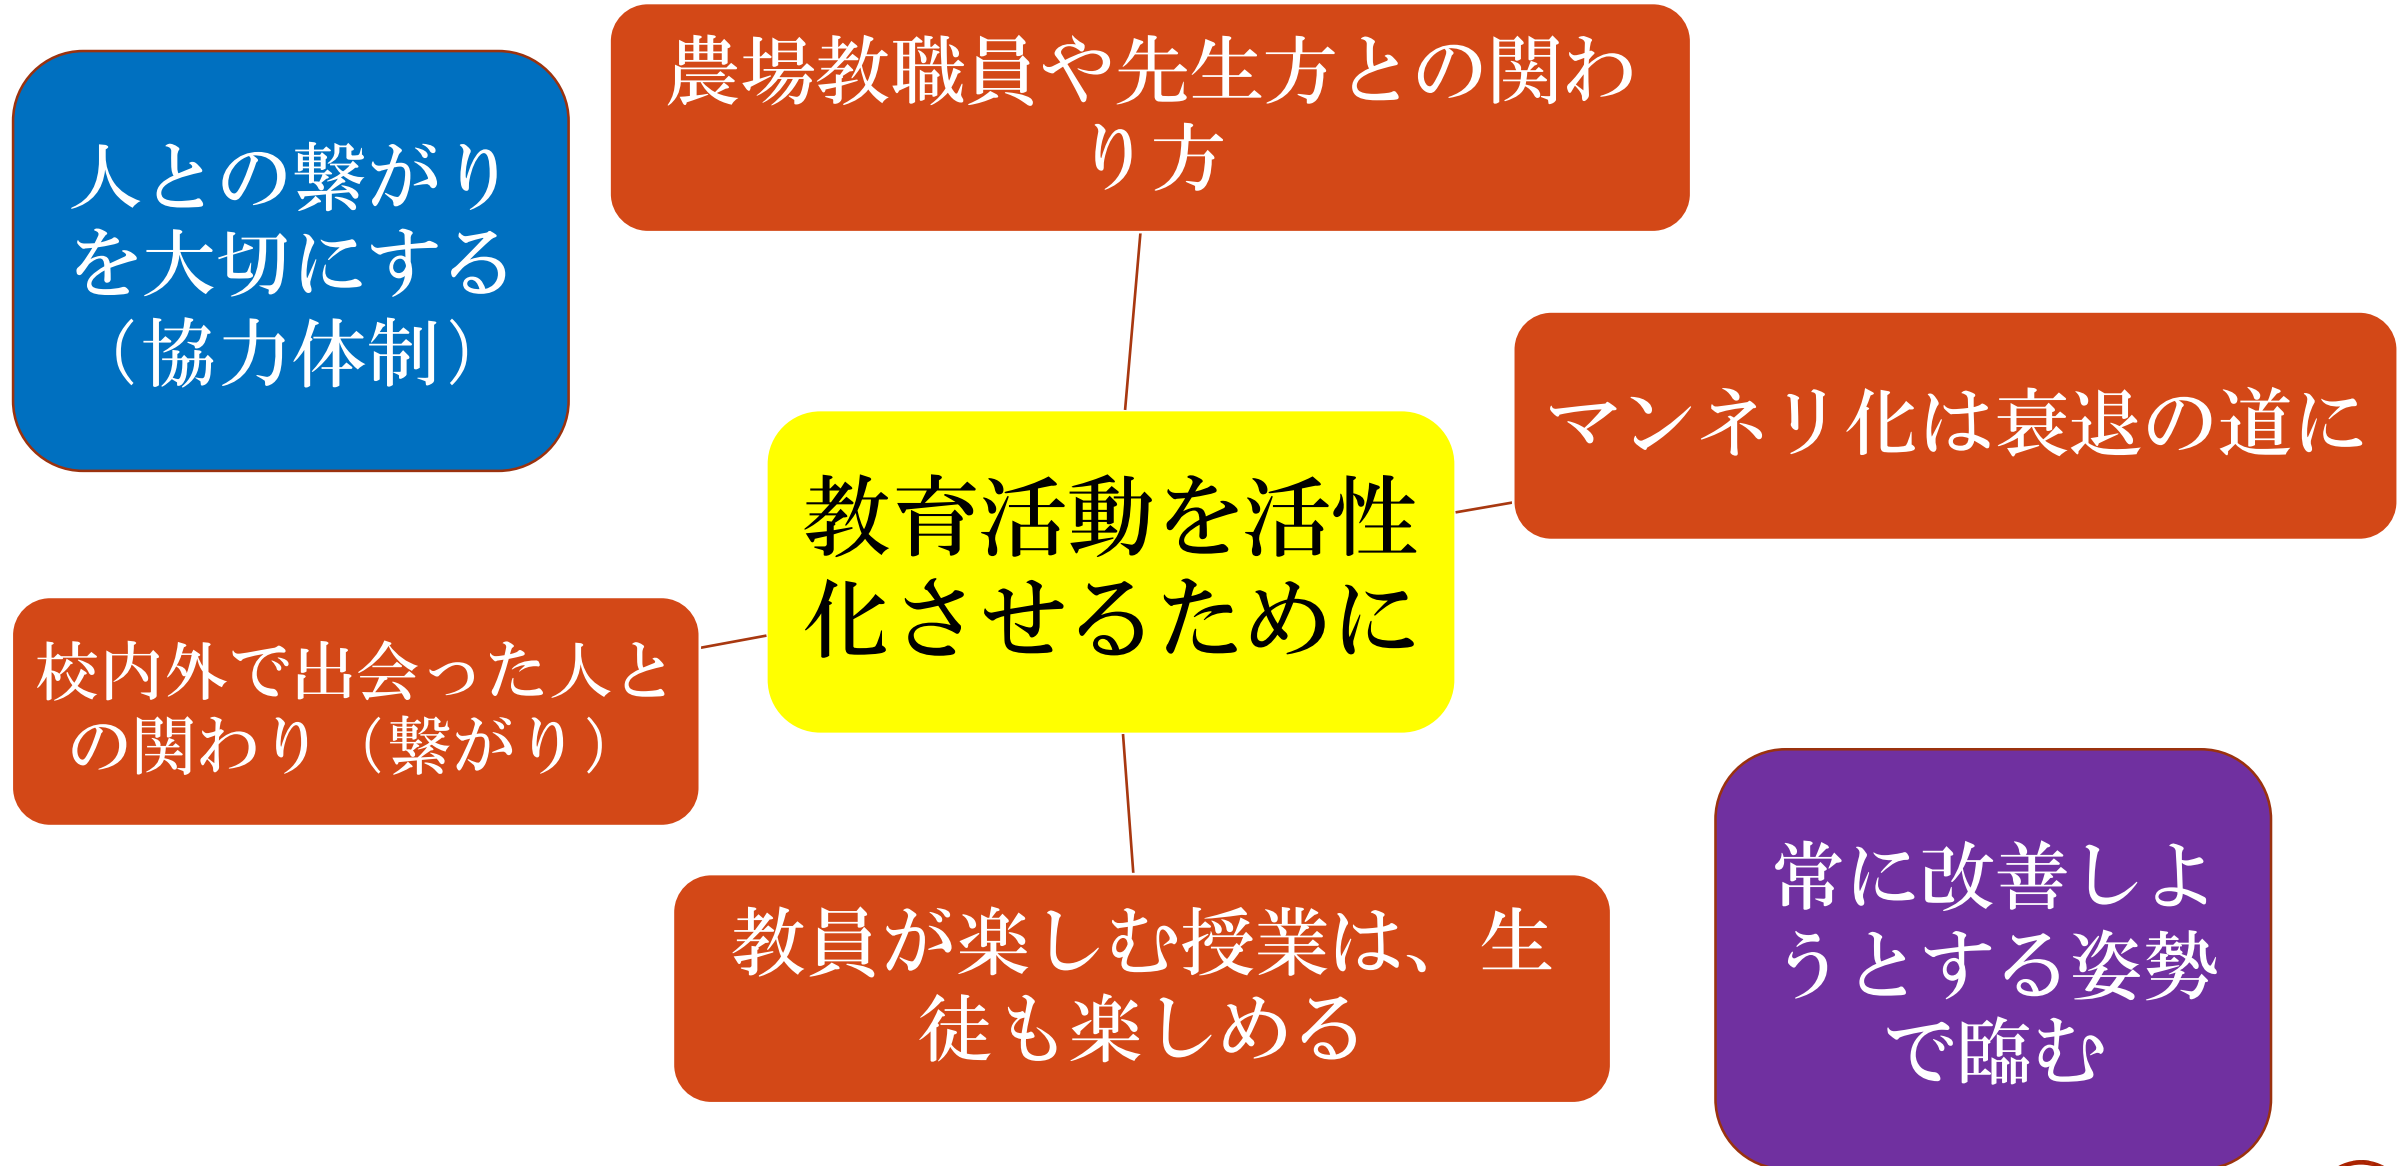 農場教職員や先生方との関わ
り方
人との繋がり
を大切にする
（協力体制）
マンネリ化は衰退の道に
教育活動を活性
化させるために
校内外で出会った人と
の関わり（繋がり）
教員が楽しむ授業は、生
徒も楽しめる
常に改善しよ
うとする姿勢
で臨む